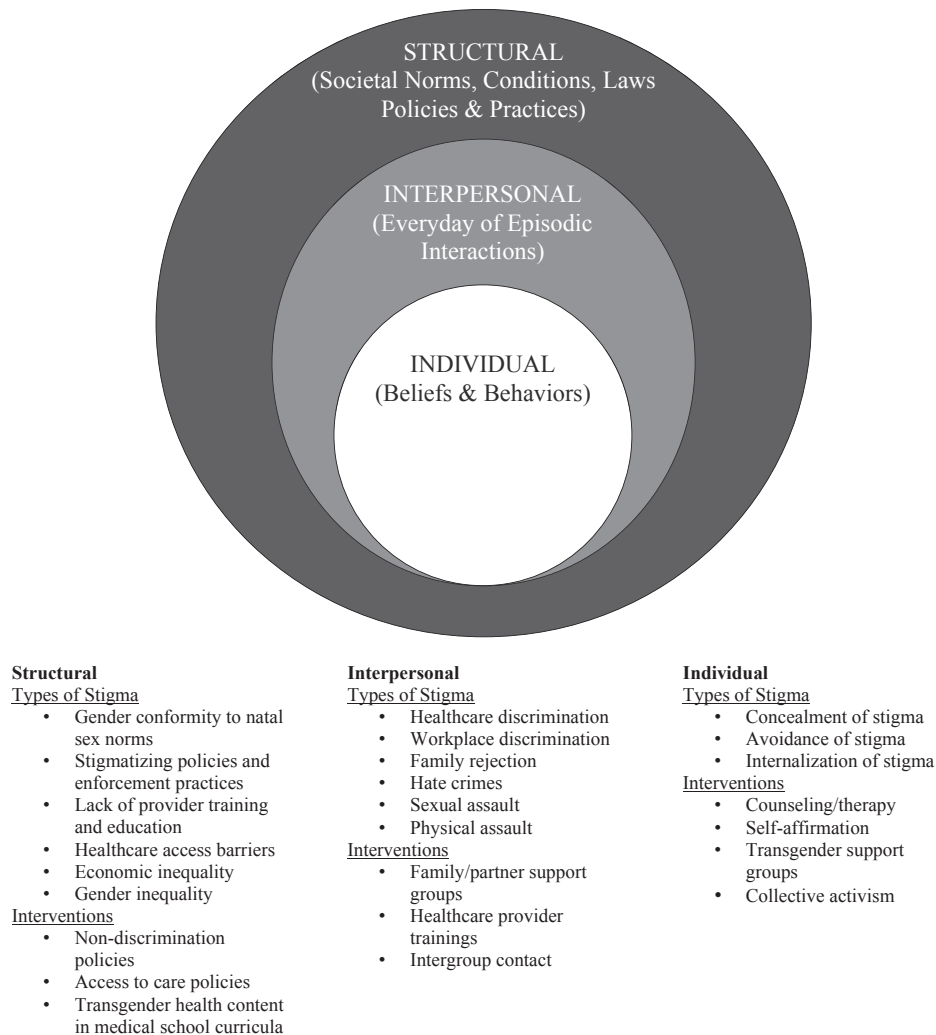 STRUCTURAL
(Societal Norms, Conditions, Laws
Policies & Practices)
INTERPERSONAL
(Everyday of Episodic
Interactions)
INDIVIDUAL
(Beliefs & Behaviors)
Structural
Types of Stigma
• Gender conformity to natal
sex norms
• Stigmatizing policies and
enforcement practices
• Lack of provider training
and education
• Healthcare access barriers
• Economic inequality
• Gender inequality
Interventions
• Non-discrimination
policies
• Access to care policies
• Transgender health content
in medical school curricula
Interpersonal
Types of Stigma
• Healthcare discrimination
• Workplace discrimination
• Family rejection
• Hate crimes
• Sexual assault
• Physical assault
Interventions
• Family/partner support
groups
• Healthcare provider
trainings
• Intergroup contact
Individual
Types of Stigma
• Concealment of stigma
• Avoidance of stigma
• Internalization of stigma
Interventions
• Counseling/therapy
• Self-affirmation
• Transgender support
groups
• Collective activism